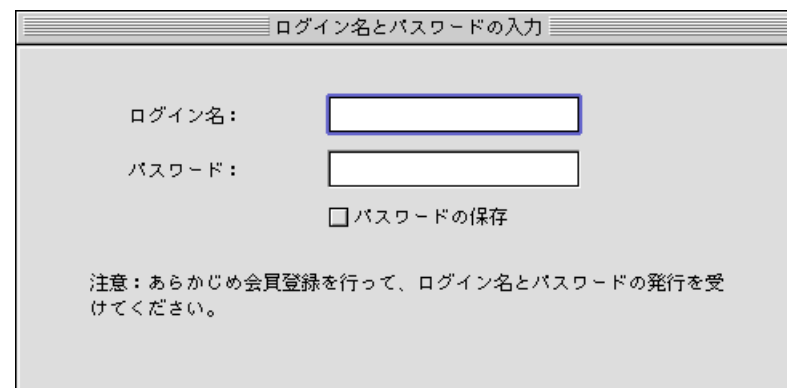 ログイン名とパスワードの入力
ログイン名：
パスワード：
パスワードの保存
注意：あらかじめ会員登録を行って、ログイン名とパスワードの発行を受
けてください。